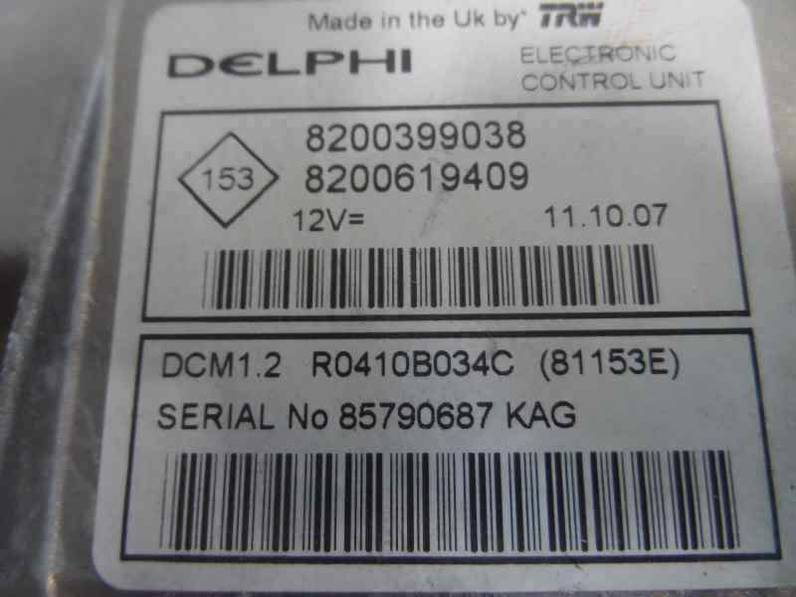 Made in the Uk by TRW
DELPHI
ELECTRONIC
CONTROL UNIT
153
8200399038
8200619409
12V=
11.10.07
DCM1.2 R0410B034C (81153E)
SERIAL No 85790687 KAG